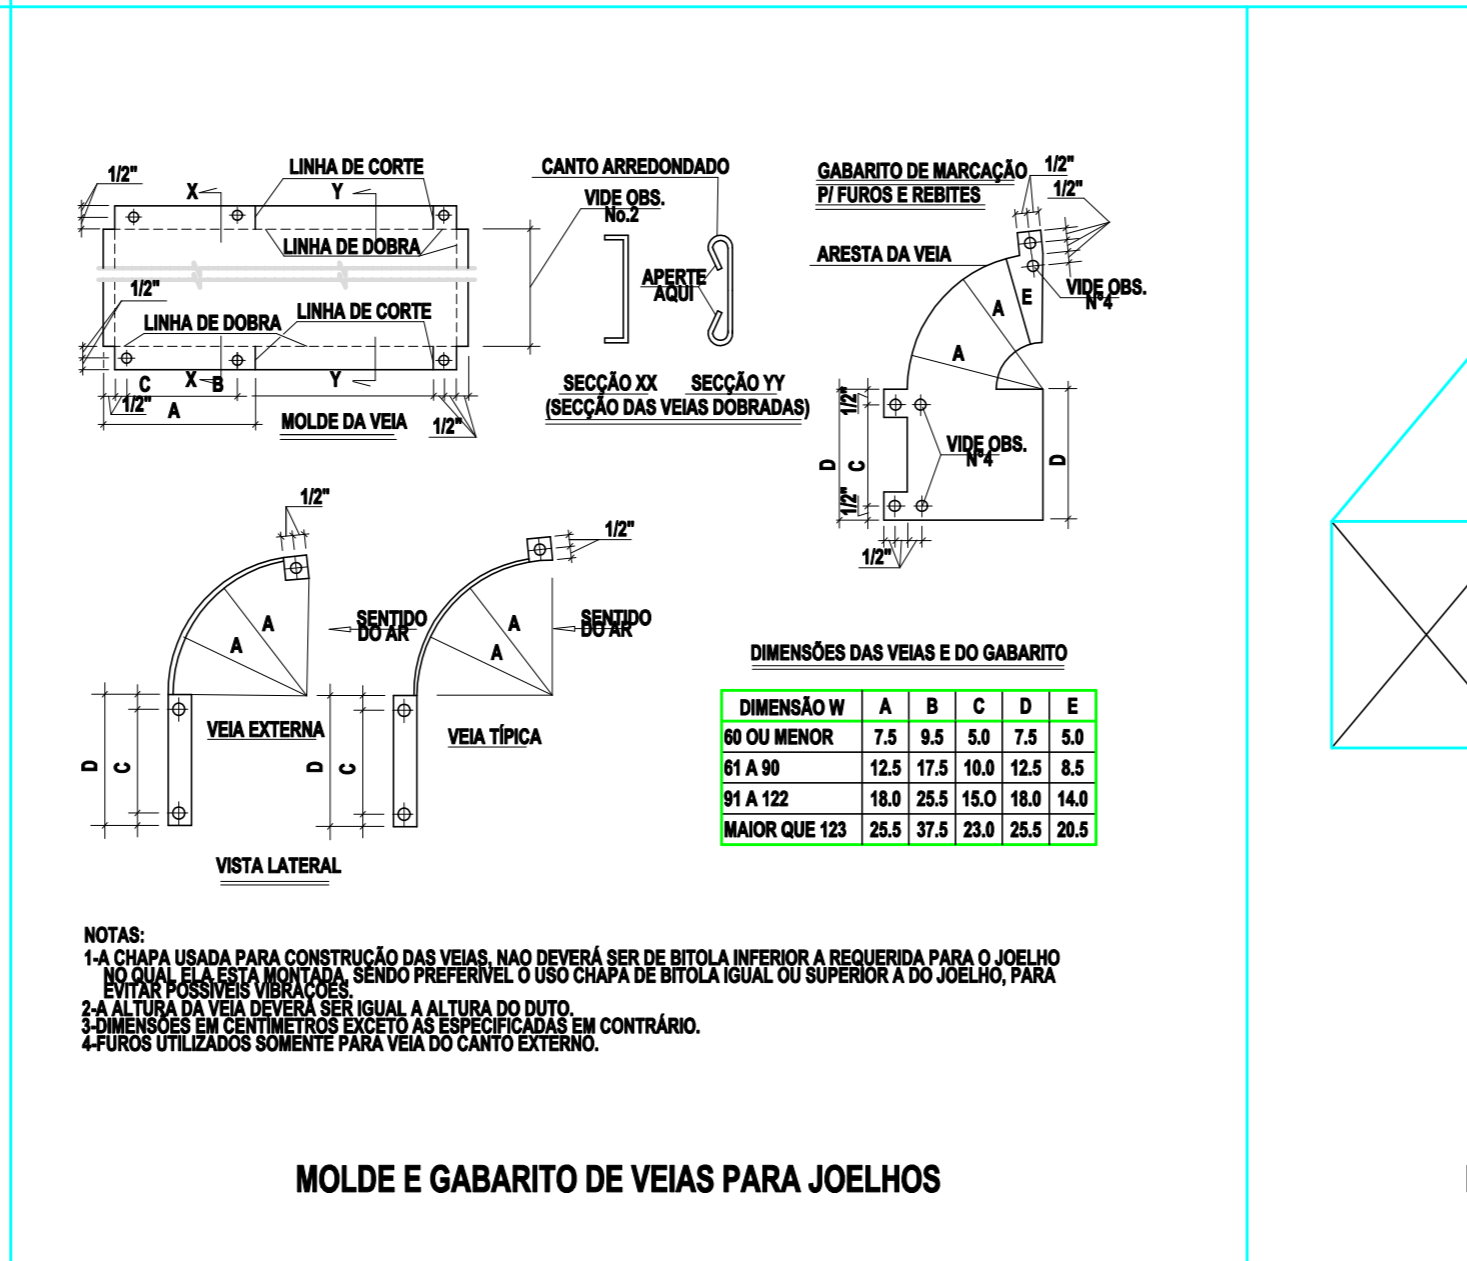 1/2"
X
LINHA DE CORTE
Y
LINHA DE DOBRA
1/2"
LINHA DE DOBRA
LINHA DE CORTE
C
X
B
Y
1/2"
A
MOLDE DA VEIA
1/2"
CANTO ARREDONDADO
VIDE OBS.
No.2
APERTE
AQUI
SECÇÃO XX
SECÇÃO YY
(SECÇÃO DAS VEIAS DOBRADAS)
GABARITO DE MARCAÇÃO
P/ FUROS E REBITES
1/2"
1/2"
ARESTA DA VEIA
E
A
A
VIDE OBS.
N°4
1/2"
D
C
VIDE OBS.
N°4
D
1/2"
1/2"
1/2"
A
A
SENTIDO
DO AR
VEIA EXTERNA
D
C
1/2"
A
A
SENTIDO
DO AR
VEIA TÍPICA
D
C
VISTA LATERAL
DIMENSÕES DAS VEIAS E DO GABARITO
DIMENSÃO W A B C D E
60 OU MENOR 7.5 9.5 5.0 7.5 5.0
61 A 90 12.5 17.5 10.0 12.5 8.5
91 A 122 18.0 25.5 15.O 18.0 14.0
MAIOR QUE 123 25.5 37.5 23.0 25.5 20.5
NOTAS:
1-A CHAPA USADA PARA CONSTRUÇÃO DAS VEIAS, NAO DEVERÁ SER DE BITOLA INFERIOR A REQUERIDA PARA O JOELHO
NO QUAL ELA ESTA MONTADA, SENDO PREFERÍVEL O USO CHAPA DE BITOLA IGUAL OU SUPERIOR A DO JOELHO, PARA
EVITAR POSSÍVEIS VIBRAÇÕES.
2-A ALTURA DA VEIA DEVERÁ SER IGUAL A ALTURA DO DUTO.
3-DIMENSÕES EM CENTÍMETROS EXCETO AS ESPECIFICADAS EM CONTRÁRIO.
4-FUROS UTILIZADOS SOMENTE PARA VEIA DO CANTO EXTERNO.
MOLDE E GABARITO DE VEIAS PARA JOELHOS